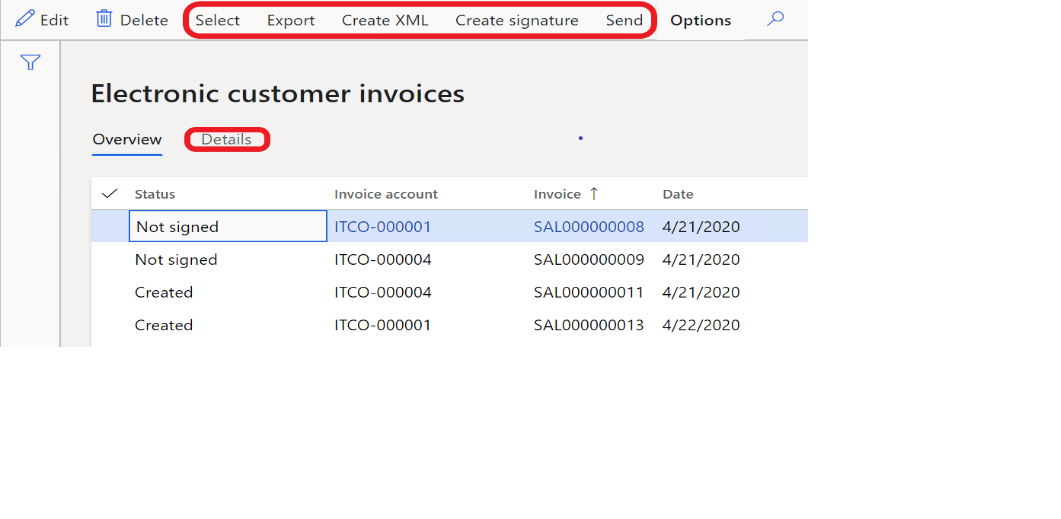 Edit Delete Select Export Create XML Create signature Send Options
Electronic customer invoices
Overview Details
Status Invoice account Invoice ↑ Date
Not signed ITCO-000001 SAL000000008 4/21/2020
Not signed ITCO-000004 SAL000000009 4/21/2020
Created ITCO-000004 SAL000000011 4/21/2020
Created ITCO-000001 SAL000000013 4/22/2020